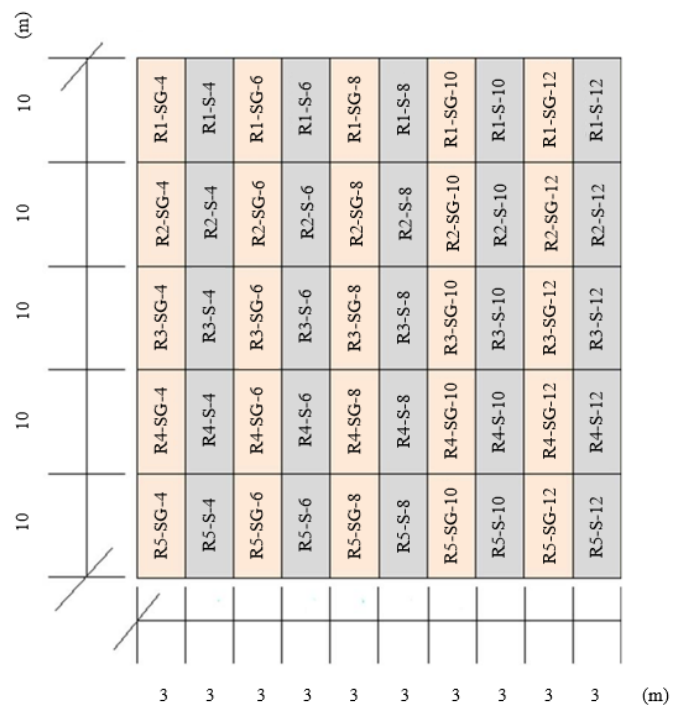 (m)
10 R1-SG-4 R1-S-4 R1-SG-6 R1-S-6 R1-SG-8 R1-S-8 R1-SG-10 R1-S-10 R1-SG-12 R1-S-12
10 R2-SG-4 R2-S-4 R2-SG-6 R2-S-6 R2-SG-8 R2-S-8 R2-SG-10 R2-S-10 R2-SG-12 R2-S-12
10 R3-SG-4 R3-S-4 R3-SG-6 R3-S-6 R3-SG-8 R3-S-8 R3-SG-10 R3-S-10 R3-SG-12 R3-S-12
10 R4-SG-4 R4-S-4 R4-SG-6 R4-S-6 R4-SG-8 R4-S-8 R4-SG-10 R4-S-10 R4-SG-12 R4-S-12
10 R5-SG-4 R5-S-4 R5-SG-6 R5-S-6 R5-SG-8 R5-S-8 R5-SG-10 R5-S-10 R5-SG-12 R5-S-12
3 3 3 3 3 3 3 3 3 3 (m)